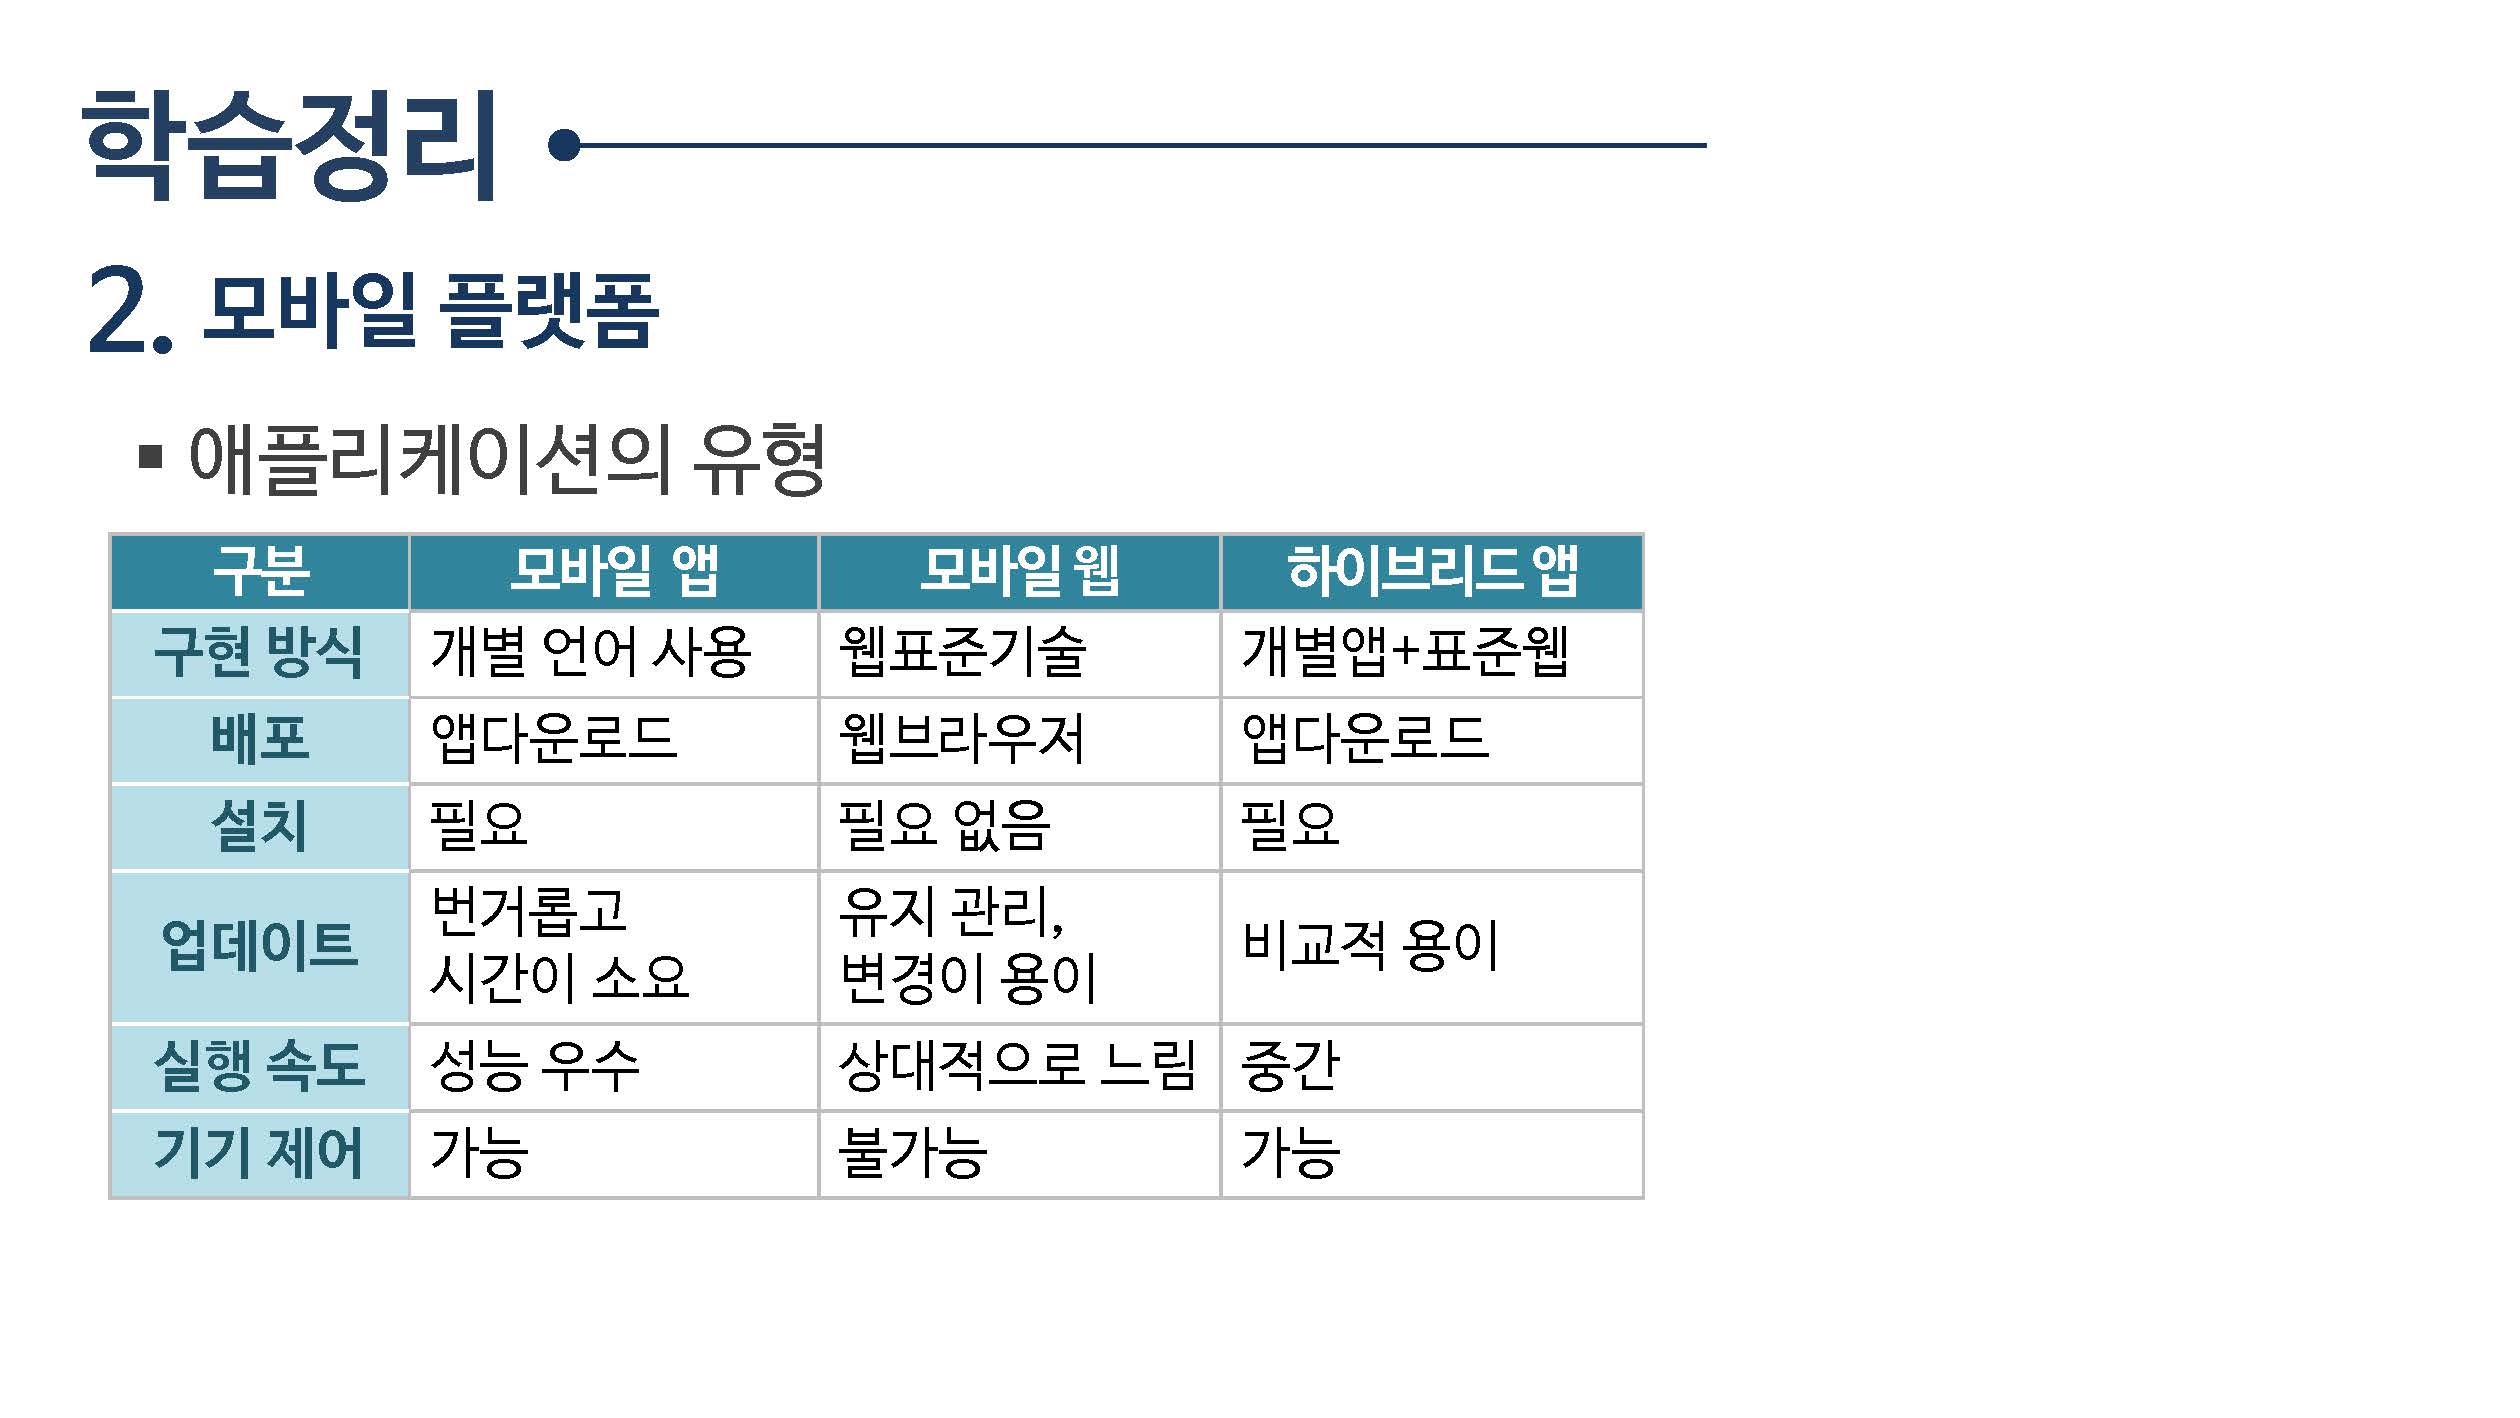 학습정리
2. 모바일 플랫폼
▪ 애플리케이션의 유형
구분 모바일 앱 모바일 웹 하이브리드 앱
구현 방식 개별 언어 사용 웹표준기술 개별앱+표준웹
배포 앱다운로드 웹브라우저 앱다운로드
설치 필요 필요 없음 필요
업데이트 번거롭고 시간이 소요 유지 관리, 변경이 용이 비교적 용이
실행 속도 성능 우수 상대적으로 느림 중간
기기 제어 가능 불가능 가능